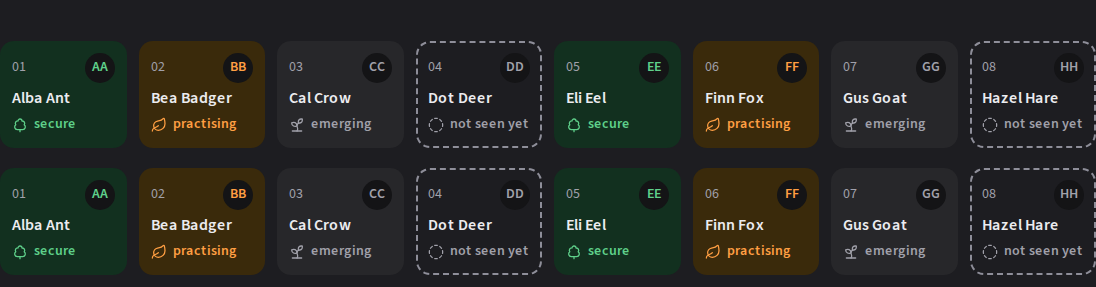 01 AA 02 BB 03 CC 04 DD 05 EE 06 FF 07 GG 08 HH
Alba Ant Bea Badger Cal Crow Dot Deer Eli Eel Finn Fox Gus Goat Hazel Hare
secure practising emerging not seen yet secure practising emerging not seen yet
01 AA 02 BB 03 CC 04 DD 05 EE 06 FF 07 GG 08 HH
Alba Ant Bea Badger Cal Crow Dot Deer Eli Eel Finn Fox Gus Goat Hazel Hare
secure practising emerging not seen yet secure practising emerging not seen yet